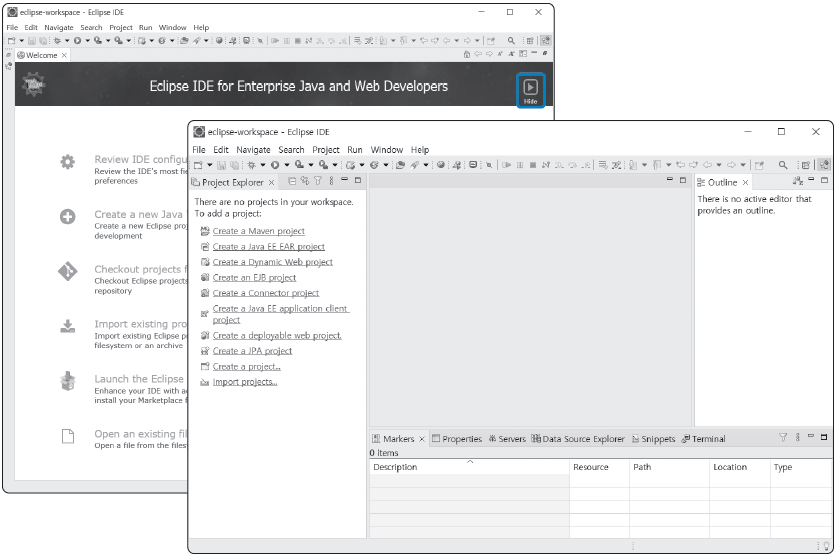 eclipse-workspace - Eclipse IDE
File Edit Navigate Search Project Run Window Help
Welcome
Eclipse IDE for Enterprise Java and Web Developers
Hide
Review IDE configu
Review the IDE's most fie
preferences
Create a new Java
Create a new Eclipse proj
development
Checkout projects f
Checkout Eclipse projects
repository
Import existing pro
Import existing Eclipse pr
filesystem or an archive
Launch the Eclipse
Enhance your IDE with a
install your Marketplace f
Open an existing fil
Open a file from the files
eclipse-workspace - Eclipse IDE
File Edit Navigate Search Project Run Window Help
Project Explorer
There are no projects in your workspace.
To add a project:
Create a Maven project
Create a Java EE EAR project
Create a Dynamic Web project
Create an EJB project
Create a Connector project
Create a Java EE application client
project
Create a deployable web project.
Create a JPA project
Create a project...
Import projects...
Outline
There is no active editor that
provides an outline.
Markers Properties Servers Data Source Explorer Snippets Terminal
0 items
Description Resource Path Location Type